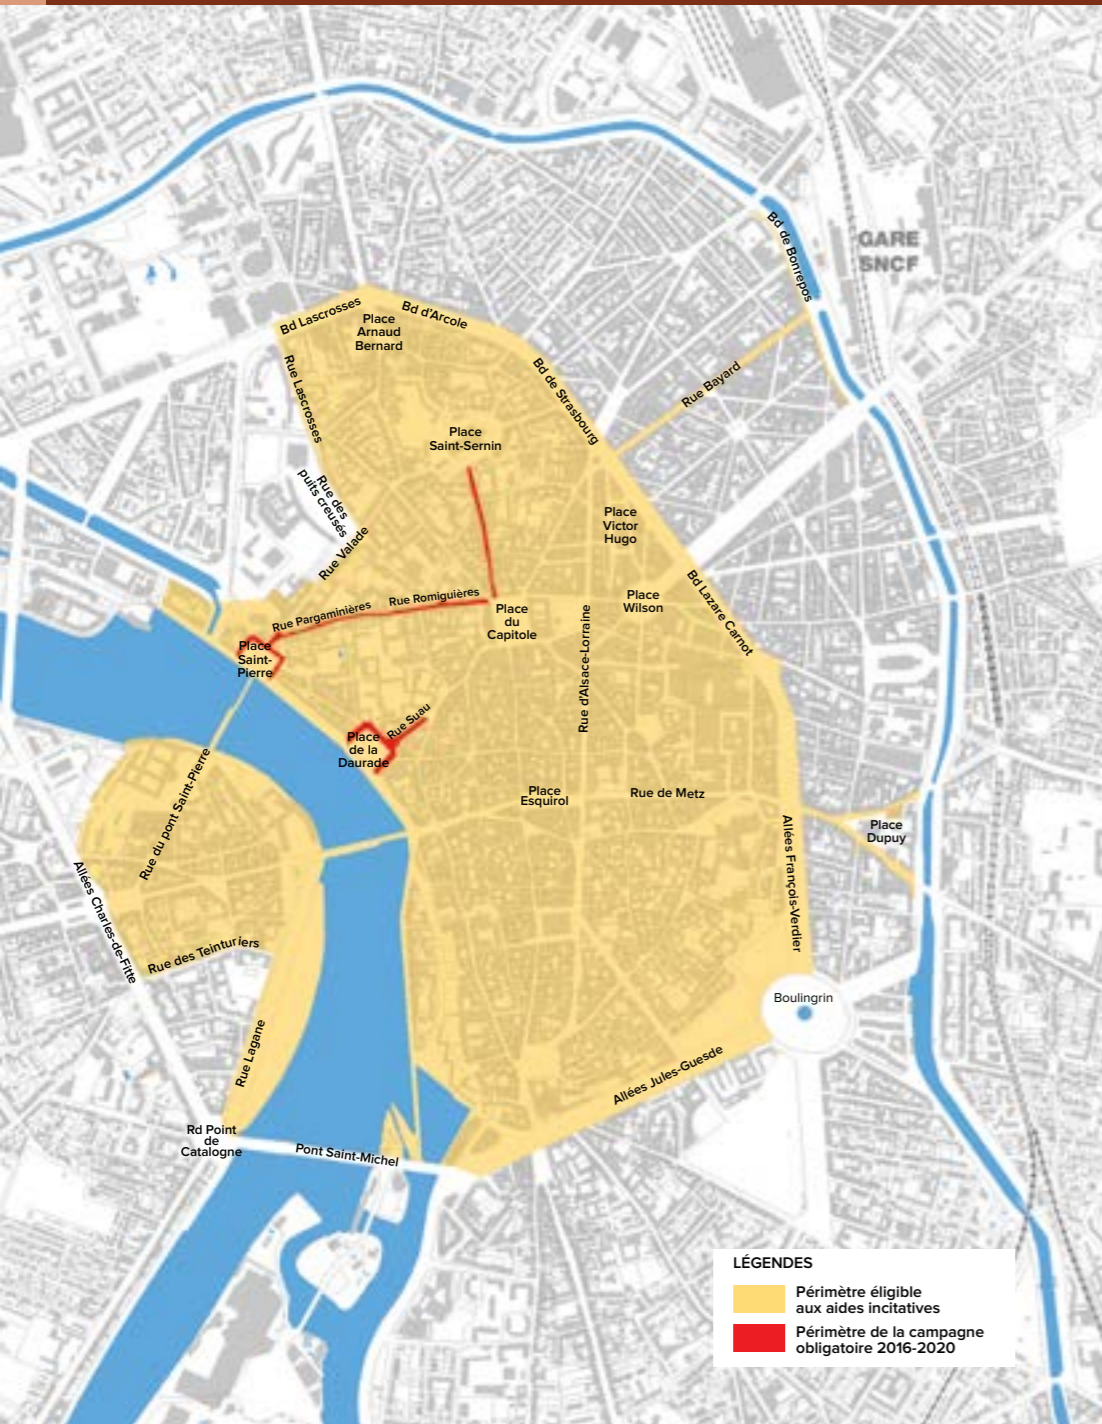 Bd de Bonrepos
GARE
SNCF
Bd Lascrosses
Bd d'Arcole
Place
Arnaud
Bernard
Rue Lascrosses
Bd de Strasbourg
Rue Bayard
Place
Saint-Sernin
Rue des
puits creusés
Place
Victor
Hugo
Rue Valade
Bd Lazare Carnot
Rue Pargaminières
Rue Romiguières
Place
du
Capitole
Place
Wilson
Rue d'Alsace-Lorraine
Place
Saint-
Pierre
Rue Suau
Place
de la
Daurade
Rue du pont Saint-Pierre
Place
Esquirol
Rue de Metz
Place
Dupuy
Allées François-Verdier
Allées Charles-de-Fitte
Rue des Teinturiers
Boulingrin
Rue Lagane
Allées Jules-Guesde
Rd Point
de
Catalogne
Pont Saint-Michel
LÉGENDES
Périmètre éligible
aux aides incitatives
Périmètre de la campagne
obligatoire 2016-2020